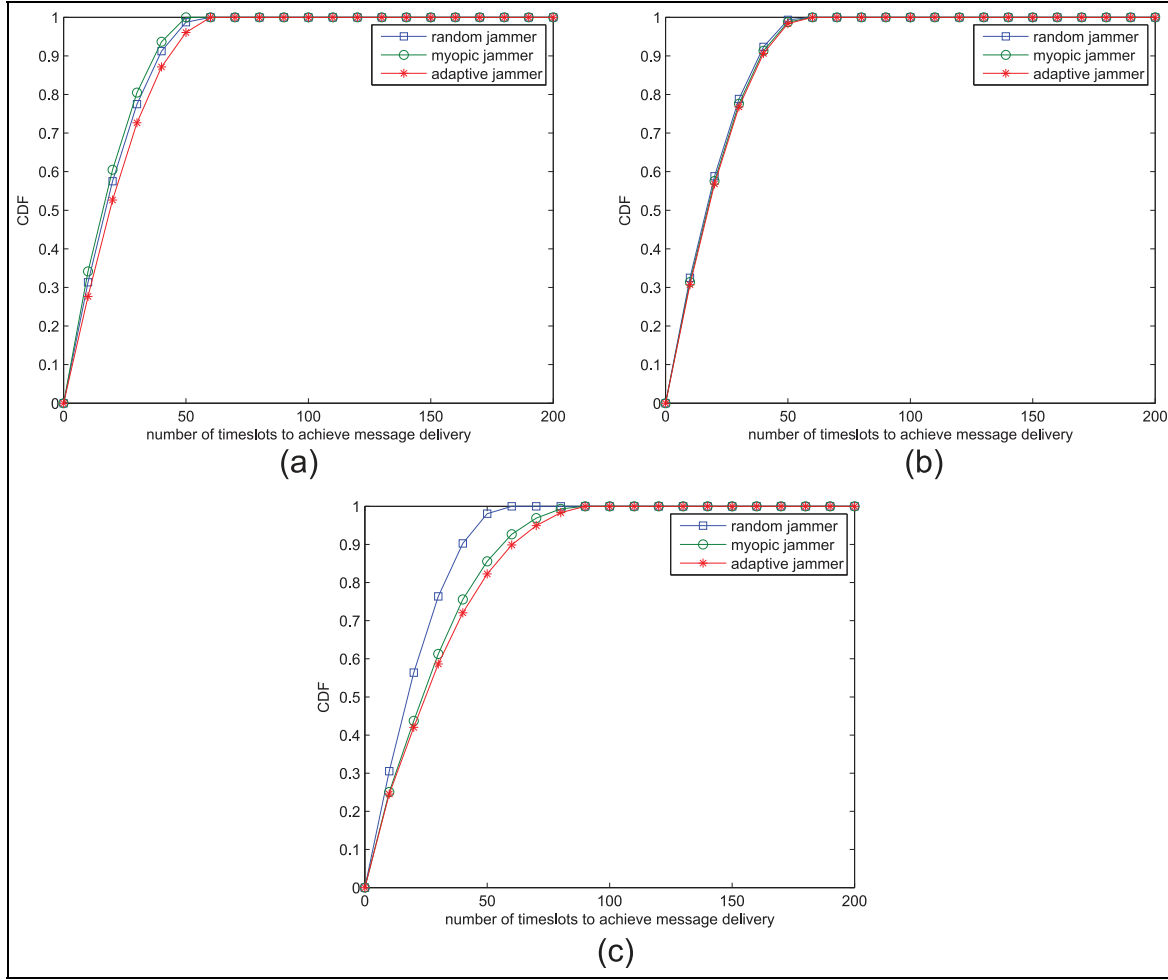 1
0.9
0.8
0.7
0.6
0.5
0.4
0.3
0.2
0.1
0
CDF
0 50 100 150 200
number of timeslots to achieve message delivery
random jammer
myopic jammer
adaptive jammer
(a)
1
0.9
0.8
0.7
0.6
0.5
0.4
0.3
0.2
0.1
0
CDF
0 50 100 150 200
number of timeslots to achieve message delivery
random jammer
myopic jammer
adaptive jammer
(b)
1
0.9
0.8
0.7
0.6
0.5
0.4
0.3
0.2
0.1
0
CDF
0 50 100 150 200
number of timeslots to achieve message delivery
random jammer
myopic jammer
adaptive jammer
(c)